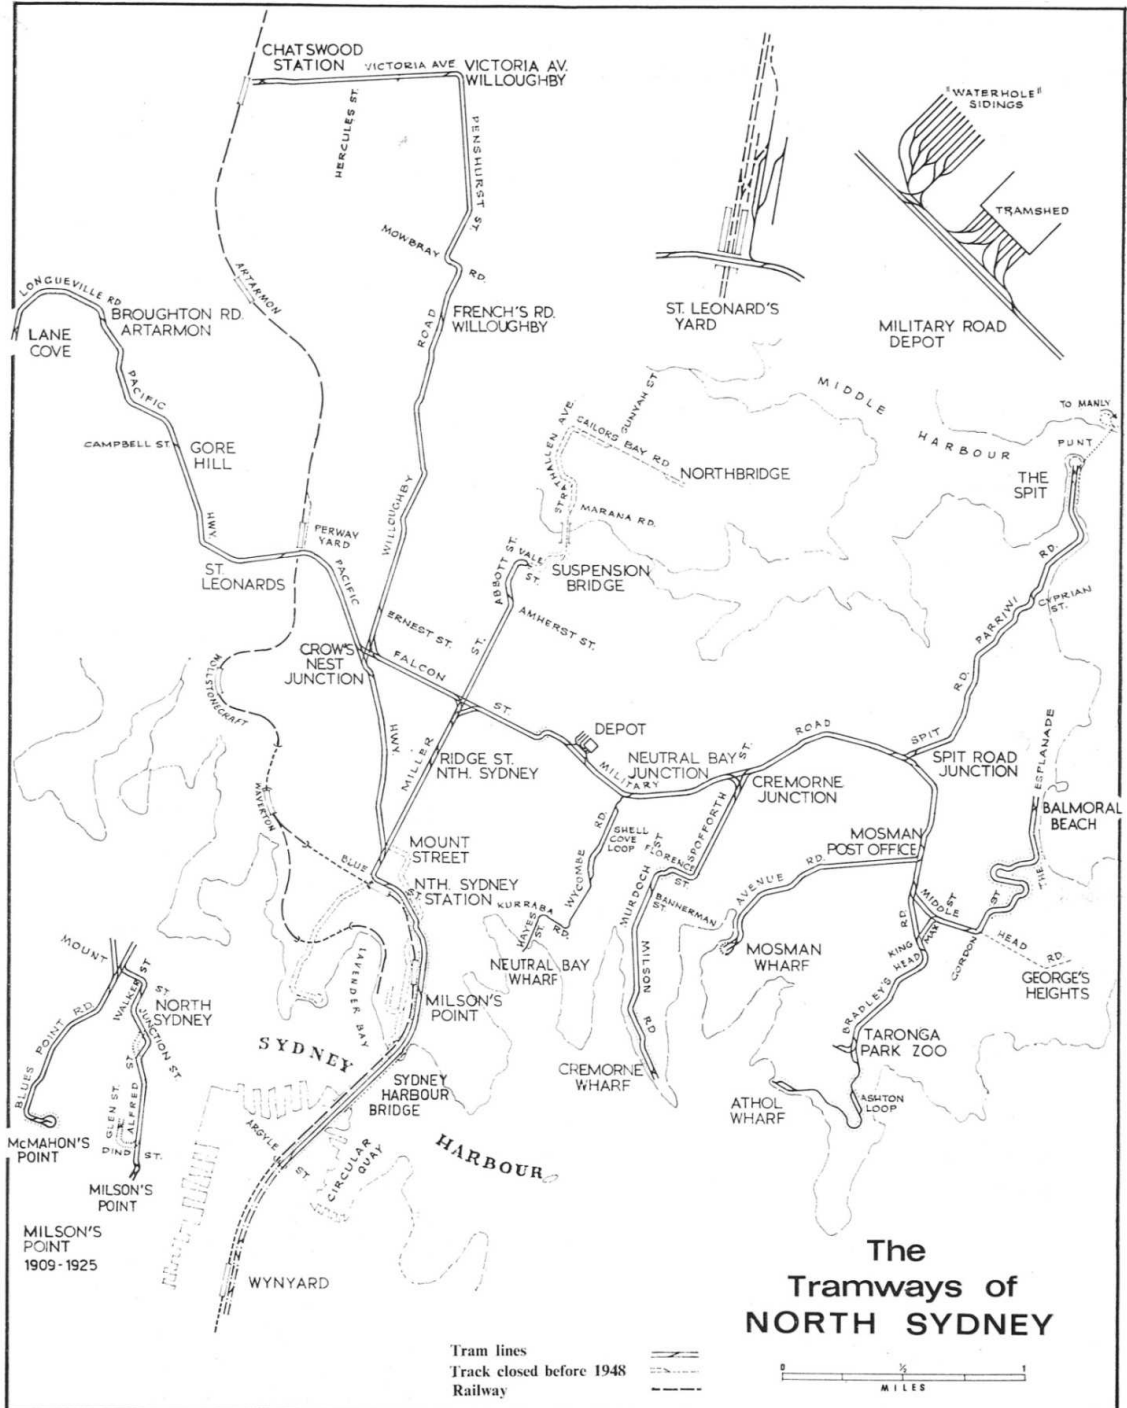 CHATSWOOD
STATION
VICTORIA AVE
VICTORIA AV.
WILLOUGHBY
HERCULES ST.
PENSHURST ST.
MOWBRAY
RD.
"WATERHOLE"
SIDINGS
TRAMSHED
MILITARY ROAD
DEPOT
ST. LEONARD'S
YARD
ARTARMON
LONGUEVILLE RD
BROUGHTON RD.
ARTARMON
LANE
COVE
FRENCH'S RD.
WILLOUGHBY
ROAD
WILLOUGHBY
PACIFIC
CAMPBELL ST.
GORE
HILL
HWY
ST.
LEONARDS
PERWAY
YARD
PACIFIC
MIDDLE
HARBOUR
TO MANLY
PUNT
THE
SPIT
GUNYAH ST
SAILORS BAY RD
STRATHALLEN AVE.
NORTHBRIDGE
MARANA RD.
VALE
ST.
ABBOTT ST.
SUSPENSION
BRIDGE
AMHERST ST.
ERNEST ST.
FALCON
ST.
ST.
CROW'S
NEST
JUNCTION
WOLLSTONECRAFT
HWY
MILLER
RIDGE ST.
NTH. SYDNEY
DEPOT
MILITARY
ROAD
NEUTRAL BAY
JUNCTION
ST.
CREMORNE
JUNCTION
SPIT
RD.
PARRIWI
RD.
CYPRIAN
ST.
SPIT ROAD
JUNCTION
THE ESPLANADE
BALMORAL
BEACH
WAVERTON
MOUNT
STREET
BLUE
ST.
NTH. SYDNEY
STATION
SHELL
COVE
LOOP
FLORENCE
ST.
SPOFFORTH
MURDOCH
ST
BANNERMAN
ST.
WYCOMBE
RD.
KURRABA
RD.
HAYES
ST.
NEUTRAL BAY
WHARF
MILSON
RD
CREMORNE
WHARF
MOSMAN
POST OFFICE
AVENUE
RD.
MOSMAN
WHARF
MIDDLE
ST
KING
MAX
RD.
GORDON
ST
HEAD
RD.
GEORGE'S
HEIGHTS
BRADLEY'S HEAD
TARONGA
PARK ZOO
ATHOL
WHARF
ASHTON
LOOP
LAVENDER BAY
MILSON'S
POINT
SYDNEY
HARBOUR
SYDNEY
HARBOUR
BRIDGE
ARGYLE
ST
CIRCULAR
QUAY
WYNYARD
MOUNT
ST
WALKER
ST.
NORTH
SYDNEY
JUNCTION ST.
BLUES POINT RD
GLEN ST.
ALFRED ST
DIND ST.
McMAHON'S
POINT
MILSON'S
POINT
MILSON'S
POINT
1909-1925
The
Tramways of
NORTH SYDNEY
Tram lines
Track closed before 1948
Railway
0 ½ 1
MILES